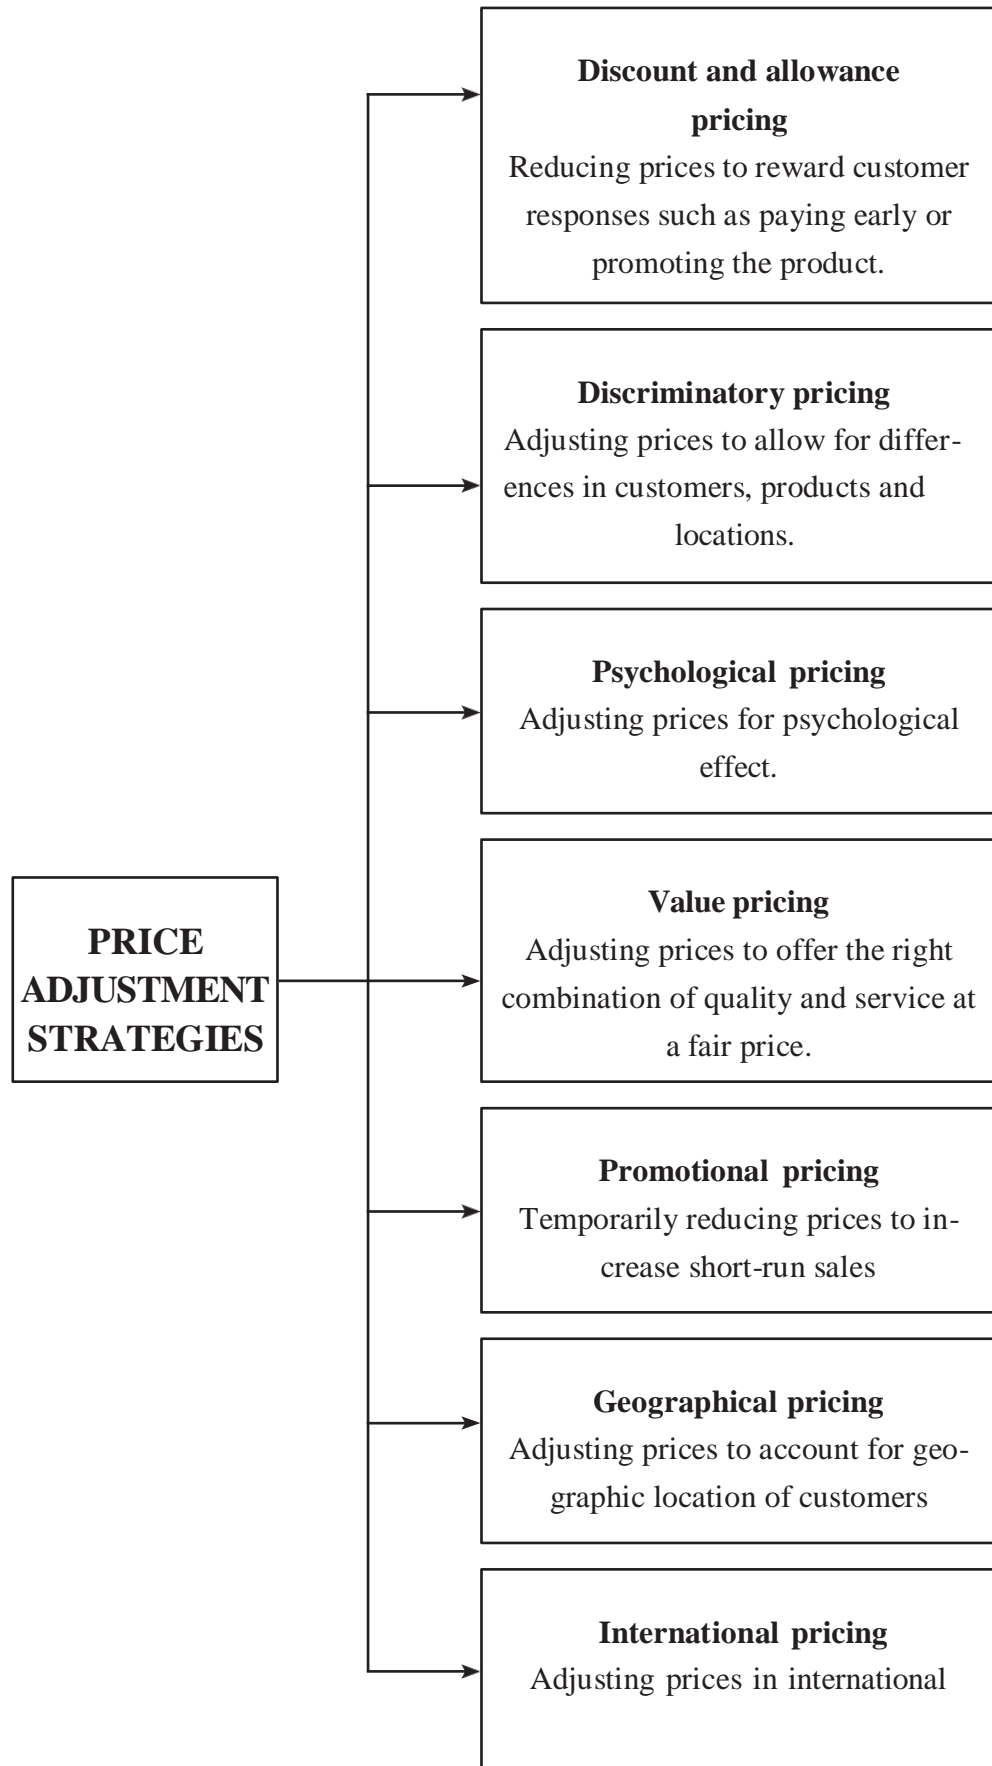 Discount and allowance
pricing
Reducing prices to reward customer
responses such as paying early or
promoting the product.
Discriminatory pricing
Adjusting prices to allow for differ-
ences in customers, products and
locations.
Psychological pricing
Adjusting prices for psychological
effect.
PRICE
ADJUSTMENT
STRATEGIES
Value pricing
Adjusting prices to offer the right
combination of quality and service at
a fair price.
Promotional pricing
Temporarily reducing prices to in-
crease short-run sales
Geographical pricing
Adjusting prices to account for geo-
graphic location of customers
International pricing
Adjusting prices in international